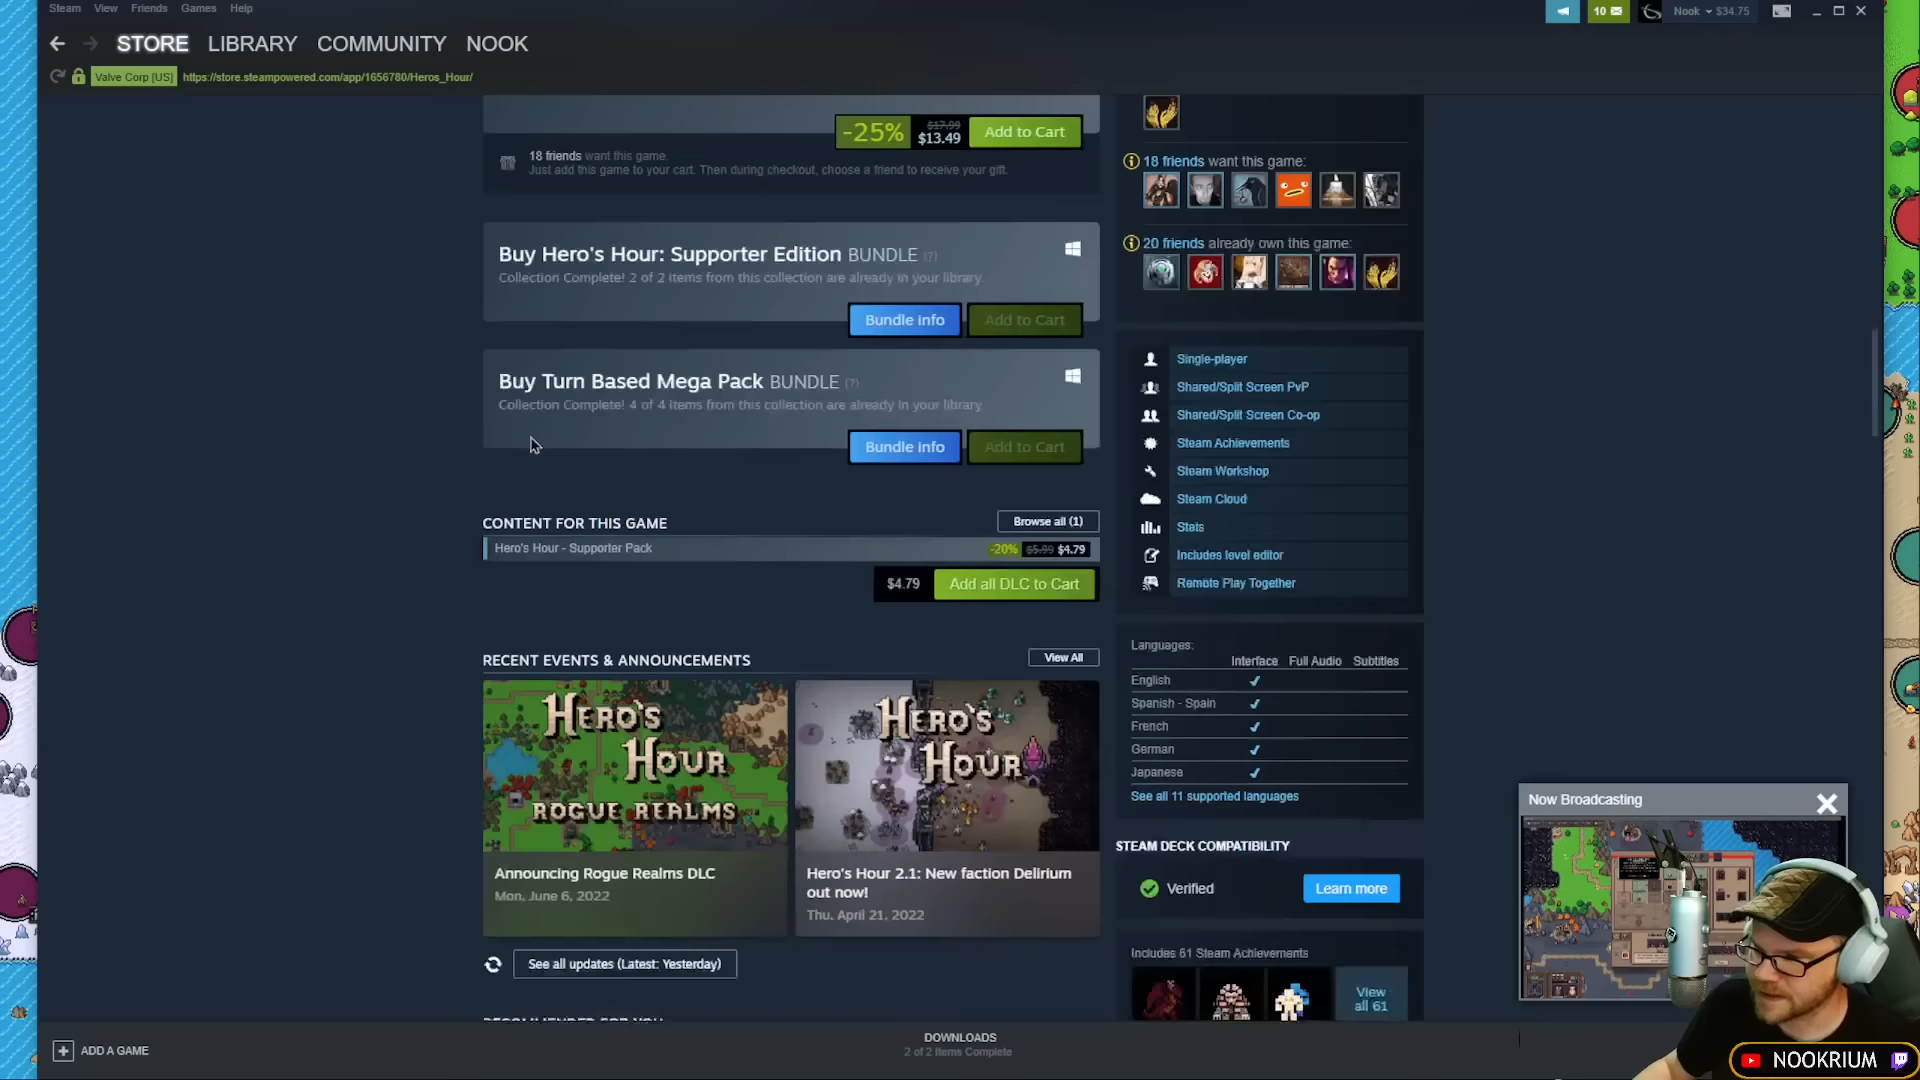 Steam View Friends Games Help
10 Nook $34.75
STORE LIBRARY COMMUNITY NOOK
Valve Corp [US] https://store.steampowered.com/app/1656780/Heros_Hour/
-25% $17.99 $13.49 Add to Cart
18 friends want this game.
Just add this game to your cart. Then during checkout, choose a friend to receive your gift.
Buy Hero's Hour: Supporter Edition BUNDLE (?)
Collection Complete! 2 of 2 items from this collection are already in your library.
Bundle info Add to Cart
Buy Turn Based Mega Pack BUNDLE (?)
Collection Complete! 4 of 4 items from this collection are already in your library.
Bundle info Add to Cart
CONTENT FOR THIS GAME Browse all (1)
Hero's Hour - Supporter Pack -20% $5.99 $4.79
$4.79 Add all DLC to Cart
RECENT EVENTS & ANNOUNCEMENTS View All
HERO'S
HOUR
ROGUE REALMS
Announcing Rogue Realms DLC
Mon, June 6, 2022
HERO'S
HOUR
Hero's Hour 2.1: New faction Delirium
out now!
Thu, April 21, 2022
See all updates (Latest: Yesterday)
RECOMMENDED FOR YOU
18 friends want this game:
20 friends already own this game:
Single-player
Shared/Split Screen PvP
Shared/Split Screen Co-op
Steam Achievements
Steam Workshop
Steam Cloud
Stats
Includes level editor
Remote Play Together
Languages:
Interface Full Audio Subtitles
English ✔
Spanish - Spain ✔
French ✔
German ✔
Japanese ✔
See all 11 supported languages
STEAM DECK COMPATIBILITY
Verified Learn more
Includes 61 Steam Achievements
View
all 61
Now Broadcasting
ADD A GAME
DOWNLOADS
2 of 2 Items Complete
NOOKRIUM